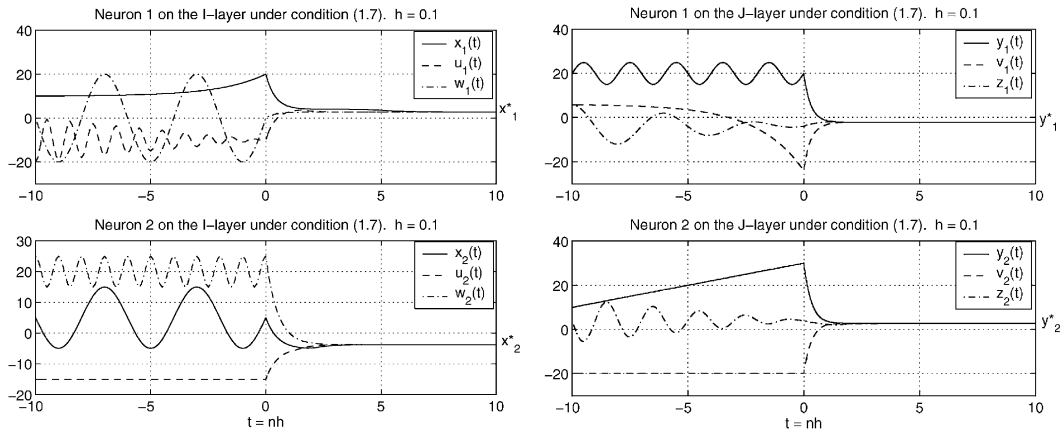 Neuron 1 on the I−layer under condition (1.7).  h = 0.1
40
20
0
−20
−10
−5
0
5
10
x1(t)
u1(t)
w1(t)
x*1
Neuron 1 on the J−layer under condition (1.7).  h = 0.1
40
20
0
−20
−10
−5
0
5
10
y1(t)
v1(t)
z1(t)
y*1
Neuron 2 on the I−layer under condition (1.7).  h = 0.1
30
20
10
0
−10
−20
−10
−5
0
5
10
t = nh
x2(t)
u2(t)
w2(t)
x*2
Neuron 2 on the J−layer under condition (1.7).  h = 0.1
40
20
0
−20
−10
−5
0
5
10
t = nh
y2(t)
v2(t)
z2(t)
y*2